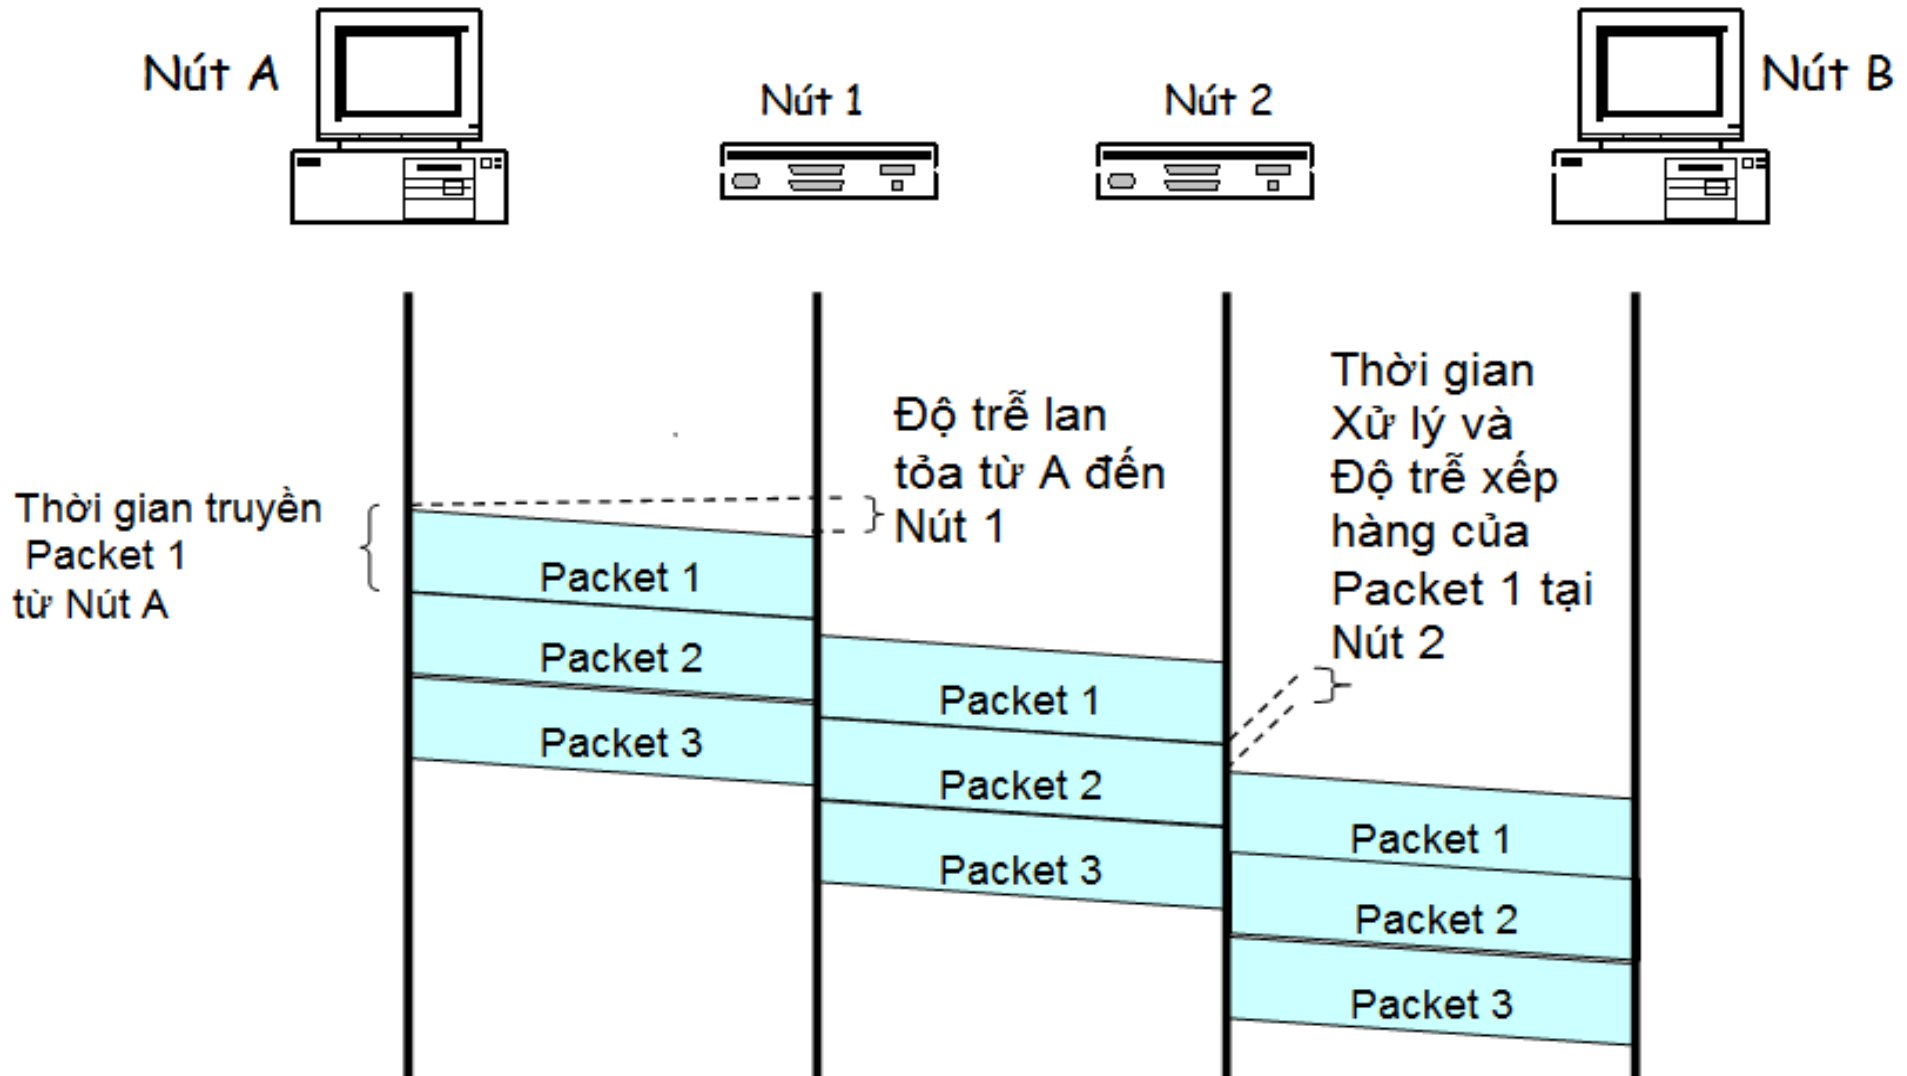 Nút A
Nút 1
Nút 2
Nút B
Thời gian truyền
Packet 1
từ Nút A
Độ trễ lan
tỏa từ A đến
Nút 1
Thời gian
Xử lý và
Độ trễ xếp
hàng của
Packet 1 tại
Nút 2
Packet 1
Packet 2
Packet 3
Packet 1
Packet 2
Packet 3
Packet 1
Packet 2
Packet 3